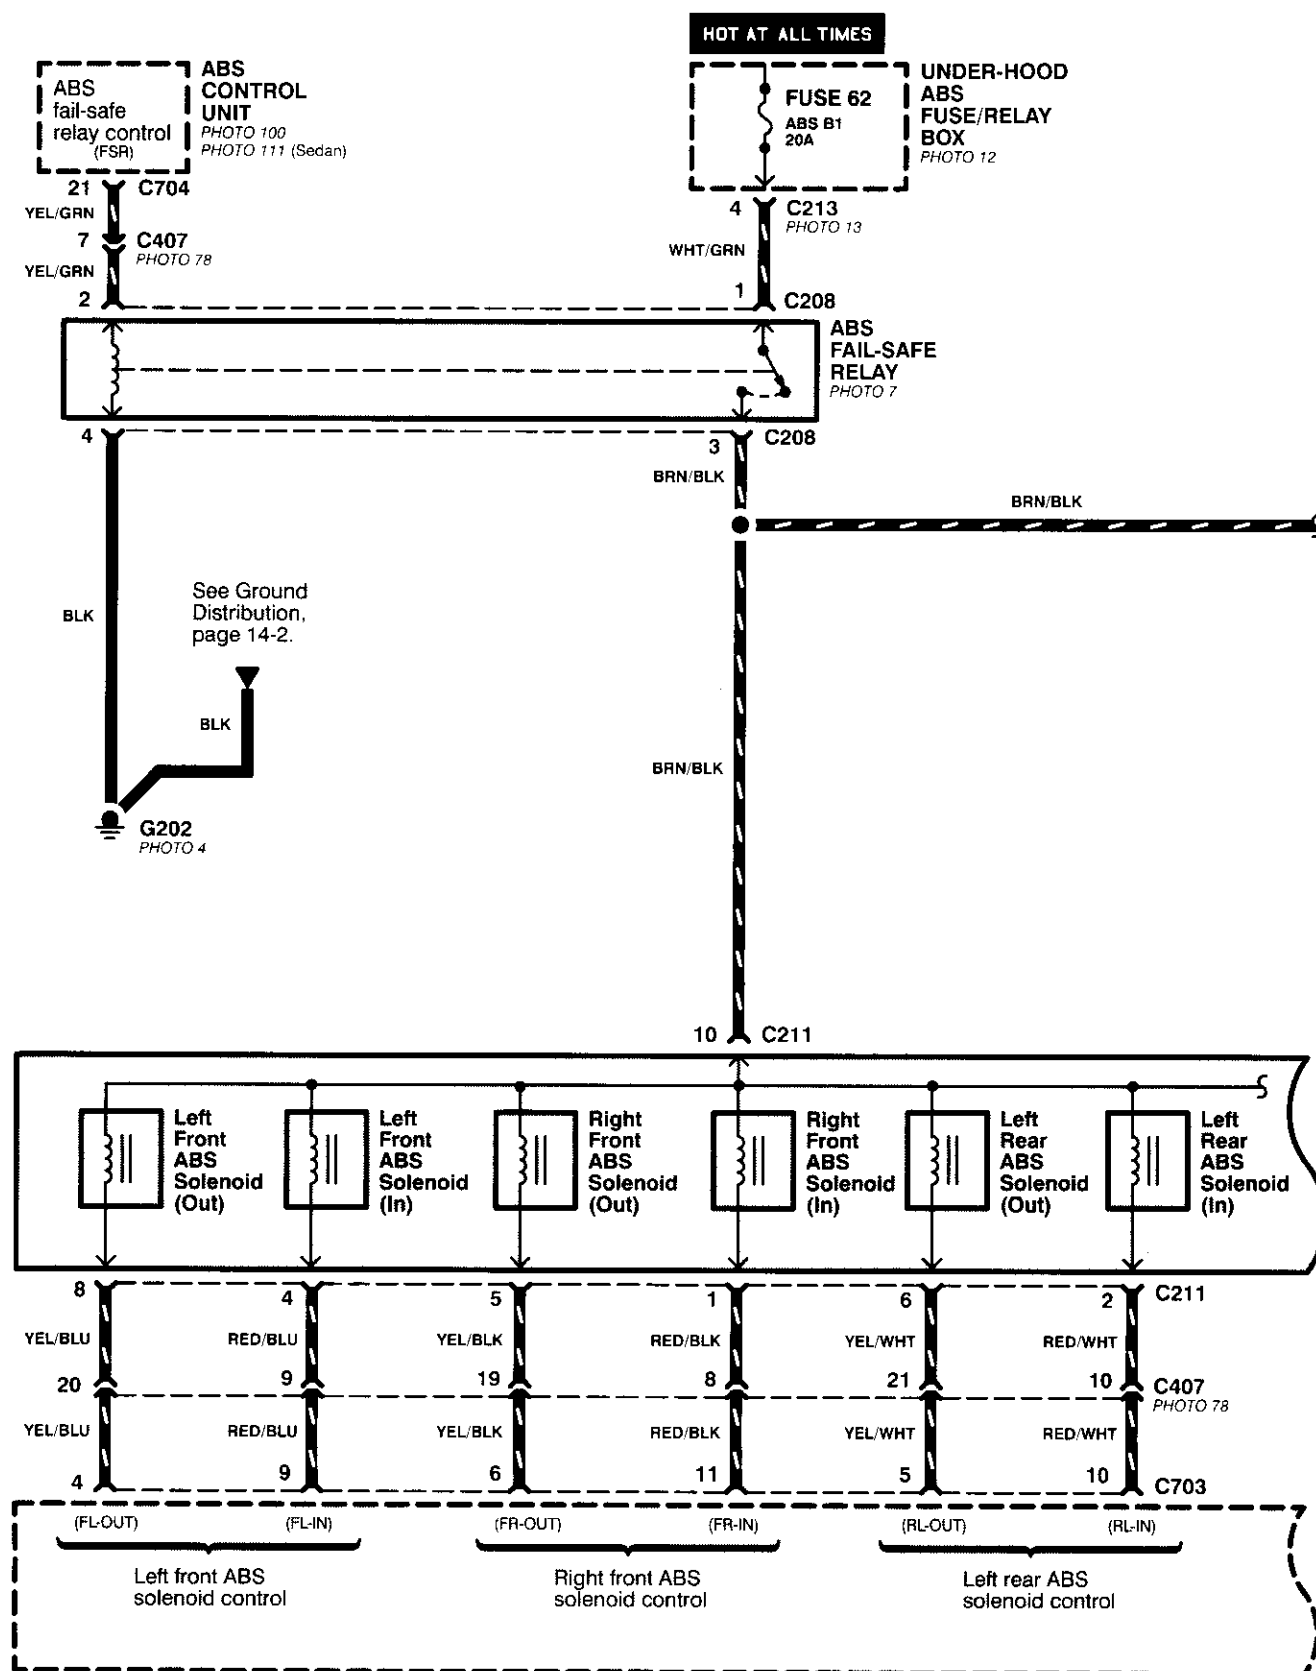 HOT AT ALL TIMES
ABS
fail-safe
relay control
(FSR)
ABS
CONTROL
UNIT
PHOTO 100
PHOTO 111 (Sedan)
FUSE 62
ABS B1
20A
UNDER-HOOD
ABS
FUSE/RELAY
BOX
PHOTO 12
21
C704
YEL/GRN
7
C407
PHOTO 78
YEL/GRN
2
4
C213
PHOTO 13
WHT/GRN
1
C208
ABS
FAIL-SAFE
RELAY
PHOTO 7
4
3
C208
BRN/BLK
BRN/BLK
BLK
See Ground
Distribution,
page 14-2.
BLK
BRN/BLK
G202
PHOTO 4
10
C211
Left
Front
ABS
Solenoid
(Out)
Left
Front
ABS
Solenoid
(In)
Right
Front
ABS
Solenoid
(Out)
Right
Front
ABS
Solenoid
(In)
Left
Rear
ABS
Solenoid
(Out)
Left
Rear
ABS
Solenoid
(In)
8 4 5 1 6 2 C211
YEL/BLU RED/BLU YEL/BLK RED/BLK YEL/WHT RED/WHT
20 9 19 8 21 10 C407
PHOTO 78
YEL/BLU RED/BLU YEL/BLK RED/BLK YEL/WHT RED/WHT
4 9 6 11 5 10 C703
(FL-OUT) (FL-IN) (FR-OUT) (FR-IN) (RL-OUT) (RL-IN)
Left front ABS
solenoid control
Right front ABS
solenoid control
Left rear ABS
solenoid control